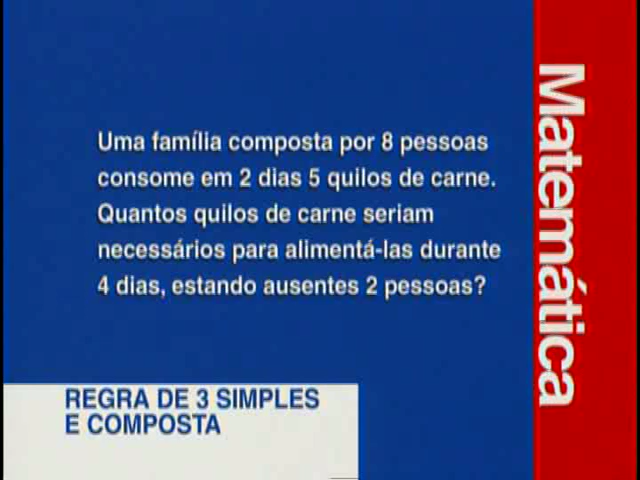 Uma família composta por 8 pessoas
consome em 2 dias 5 quilos de carne.
Quantos quilos de carne seriam
necessários para alimentá-las durante
4 dias, estando ausentes 2 pessoas?
REGRA DE 3 SIMPLES
E COMPOSTA
Matemática